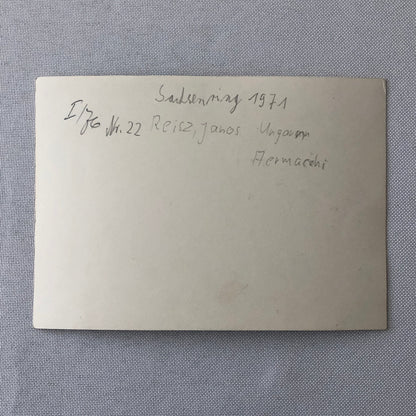 Sachsenring 1971
I/76 Nr. 22 Reisz, Janos Ungarn
Aermacchi